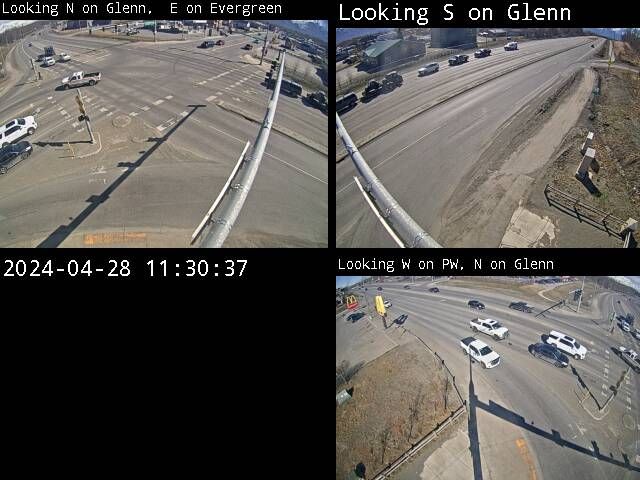 Looking N on Glenn,  E on Evergreen
Looking S on Glenn
2024-04-28 11:30:37
Looking W on PW, N on Glenn